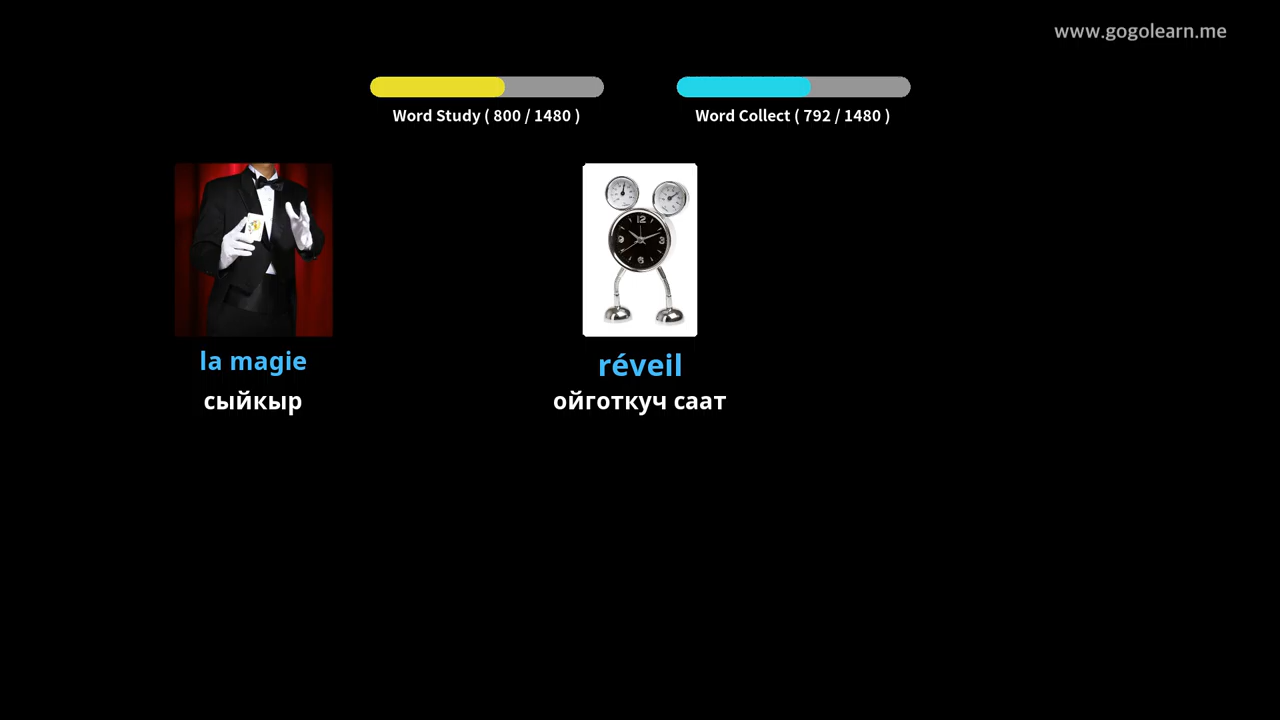 www.gogolearn.me
Word Study ( 800 / 1480 )
Word Collect ( 792 / 1480 )
la magie
сыйкыр
réveil
ойготкуч саат